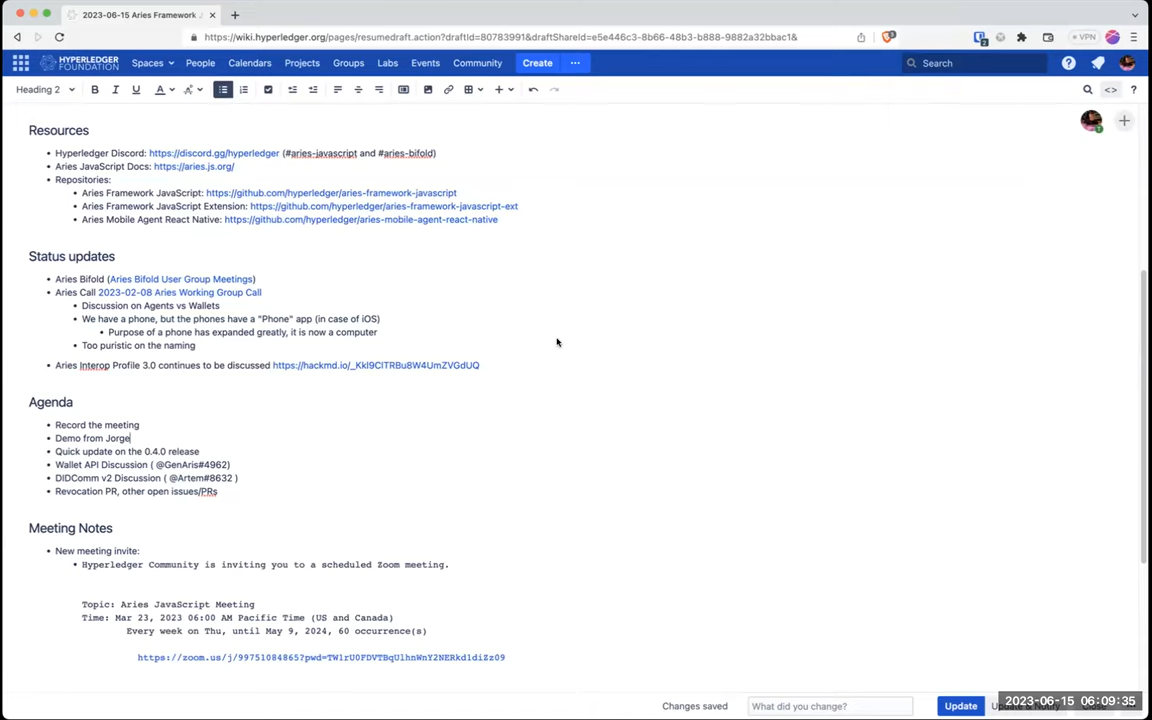 2023-06-15 Aries Framework
https://wiki.hyperledger.org/pages/resumedraft.action?draftId=80783991&draftShareId=e5e446c3-8b66-48b3-b888-9882a32bbac1&
VPN
HYPERLEDGER FOUNDATION Spaces People Calendars Projects Groups Labs Events Community Create Search
Heading 2
Resources
• Hyperledger Discord: https://discord.gg/hyperledger (#aries-javascript and #aries-bifold)
• Aries JavaScript Docs: https://aries.js.org/
• Repositories:
• Aries Framework JavaScript: https://github.com/hyperledger/aries-framework-javascript
• Aries Framework JavaScript Extension: https://github.com/hyperledger/aries-framework-javascript-ext
• Aries Mobile Agent React Native: https://github.com/hyperledger/aries-mobile-agent-react-native
Status updates
• Aries Bifold (Aries Bifold User Group Meetings)
• Aries Call 2023-02-08 Aries Working Group Call
• Discussion on Agents vs Wallets
• We have a phone, but the phones have a "Phone" app (in case of iOS)
• Purpose of a phone has expanded greatly, it is now a computer
• Too puristic on the naming
• Aries Interop Profile 3.0 continues to be discussed https://hackmd.io/_KkI9ClTRBu8W4UmZVGdUQ
Agenda
• Record the meeting
• Demo from Jorge
• Quick update on the 0.4.0 release
• Wallet API Discussion ( @GenAris#4962)
• DIDComm v2 Discussion ( @Artem#8632 )
• Revocation PR, other open issues/PRs
Meeting Notes
• New meeting invite:
• Hyperledger Community is inviting you to a scheduled Zoom meeting.
Topic: Aries JavaScript Meeting
Time: Mar 23, 2023 06:00 AM Pacific Time (US and Canada)
Every week on Thu, until May 9, 2024, 60 occurrence(s)
https://zoom.us/j/99751084865?pwd=TW1rU0FDVTBqUlhnWnY2NERkd1diZz09
Changes saved What did you change? Update
2023-06-15 06:09:35